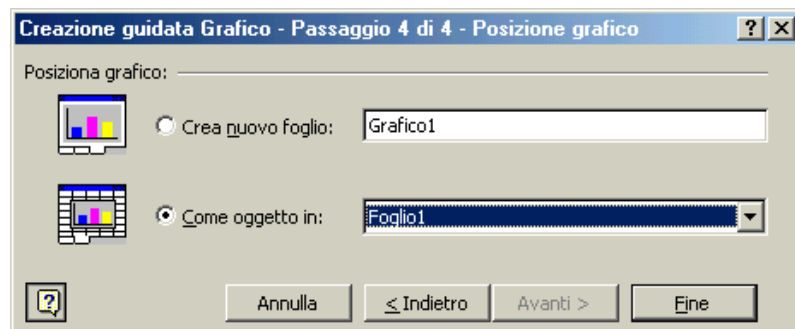 Creazione guidata Grafico - Passaggio 4 di 4 - Posizione grafico
Posiziona grafico:
Crea nuovo foglio: Grafico1
Come oggetto in: Foglio1
Annulla < Indietro Avanti > Fine